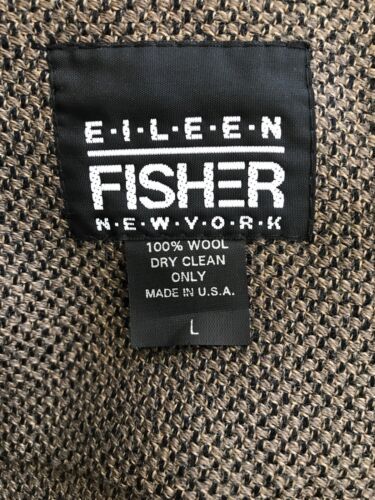 E·I·L·E·E·N
FISHER
N·E·W·Y·O·R·K
100% WOOL
DRY CLEAN
ONLY
MADE IN U.S.A.
L